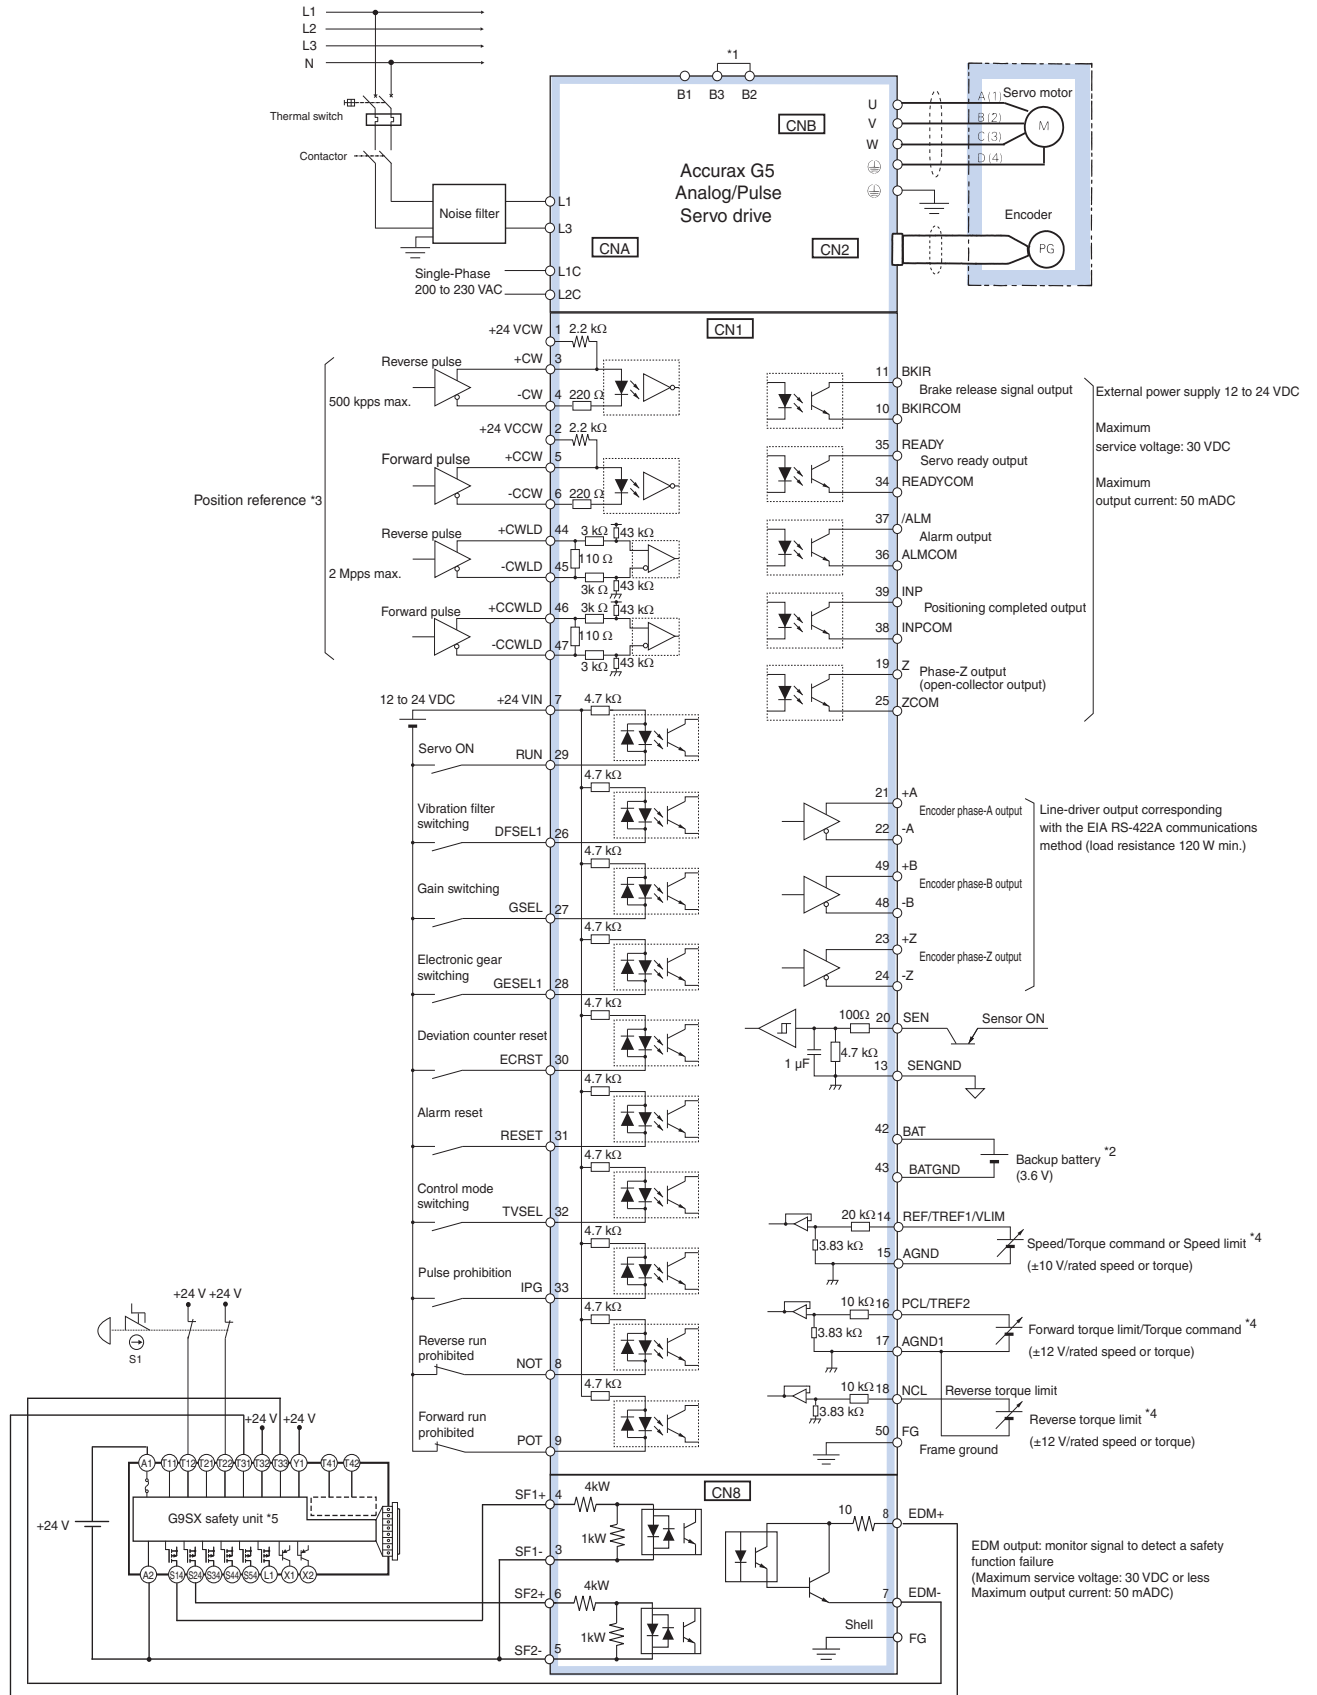 L1
L2
L3
N
Thermal switch
Contactor
Noise filter
L1
L3
Single-Phase
200 to 230 VAC
L1C
L2C
*1
B1 B3 B2
CNB
Accurax G5
Analog/Pulse
Servo drive
CNA
CN2
U
V
W
A (1)
B (2)
C (3)
D (4)
Servo motor
M
Encoder
PG
CN1
Position reference *3
500 kpps max.
2 Mpps max.
+24 VCW 1 2.2 kΩ
Reverse pulse
+CW 3
-CW 4 220 Ω
+24 VCCW 2 2.2 kΩ
Forward pulse
+CCW 5
-CCW 6 220 Ω
Reverse pulse
+CWLD 44 3 kΩ 43 kΩ
110 Ω
-CWLD 45
3k Ω 43 kΩ
Forward pulse
+CCWLD 46 3k Ω 43 kΩ
110 Ω
-CCWLD 47
3 kΩ 43 kΩ
12 to 24 VDC
+24 VIN 7 4.7 kΩ
Servo ON
RUN 29
4.7 kΩ
Vibration filter
switching
DFSEL1 26
4.7 kΩ
Gain switching
GSEL 27
4.7 kΩ
Electronic gear
switching
GESEL1 28
4.7 kΩ
Deviation counter reset
ECRST 30
4.7 kΩ
Alarm reset
RESET 31
4.7 kΩ
Control mode
switching
TVSEL 32
4.7 kΩ
Pulse prohibition
IPG 33
4.7 kΩ
Reverse run
prohibited
NOT 8
4.7 kΩ
Forward run
prohibited
POT 9
11 BKIR
Brake release signal output
10 BKIRCOM
35 READY
Servo ready output
34 READYCOM
37 /ALM
Alarm output
36 ALMCOM
39 INP
Positioning completed output
38 INPCOM
19 Z
Phase-Z output
(open-collector output)
25 ZCOM
External power supply 12 to 24 VDC
Maximum
service voltage: 30 VDC
Maximum
output current: 50 mADC
21 +A
Encoder phase-A output
22 -A
49 +B
Encoder phase-B output
48 -B
23 +Z
Encoder phase-Z output
24 -Z
Line-driver output corresponding
with the EIA RS-422A communications
method (load resistance 120 W min.)
100Ω 20 SEN
Sensor ON
1 µF
4.7 kΩ
13 SENGND
42 BAT
43 BATGND
Backup battery *2
(3.6 V)
20 kΩ 14 REF/TREF1/VLIM
3.83 kΩ
15 AGND
Speed/Torque command or Speed limit *4
(±10 V/rated speed or torque)
10 kΩ 16 PCL/TREF2
3.83 kΩ
17 AGND1
Forward torque limit/Torque command *4
(±12 V/rated speed or torque)
10 kΩ 18 NCL Reverse torque limit
3.83 kΩ
Reverse torque limit *4
(±12 V/rated speed or torque)
50 FG
Frame ground
+24 V +24 V
S1
+24 V +24 V
A1 T11 T12 T21 T22 T31 T32 T33 Y1 T41 T42
+24 V
G9SX safety unit *5
A2 S14 S24 S34 S44 S54 L1 X1 X2
CN8
SF1+ 4 4kW
1kW
SF1- 3
SF2+ 6 4kW
1kW
SF2- 5
10 8 EDM+
7 EDM-
Shell
FG
EDM output: monitor signal to detect a safety
function failure
(Maximum service voltage: 30 VDC or less
Maximum output current: 50 mADC)